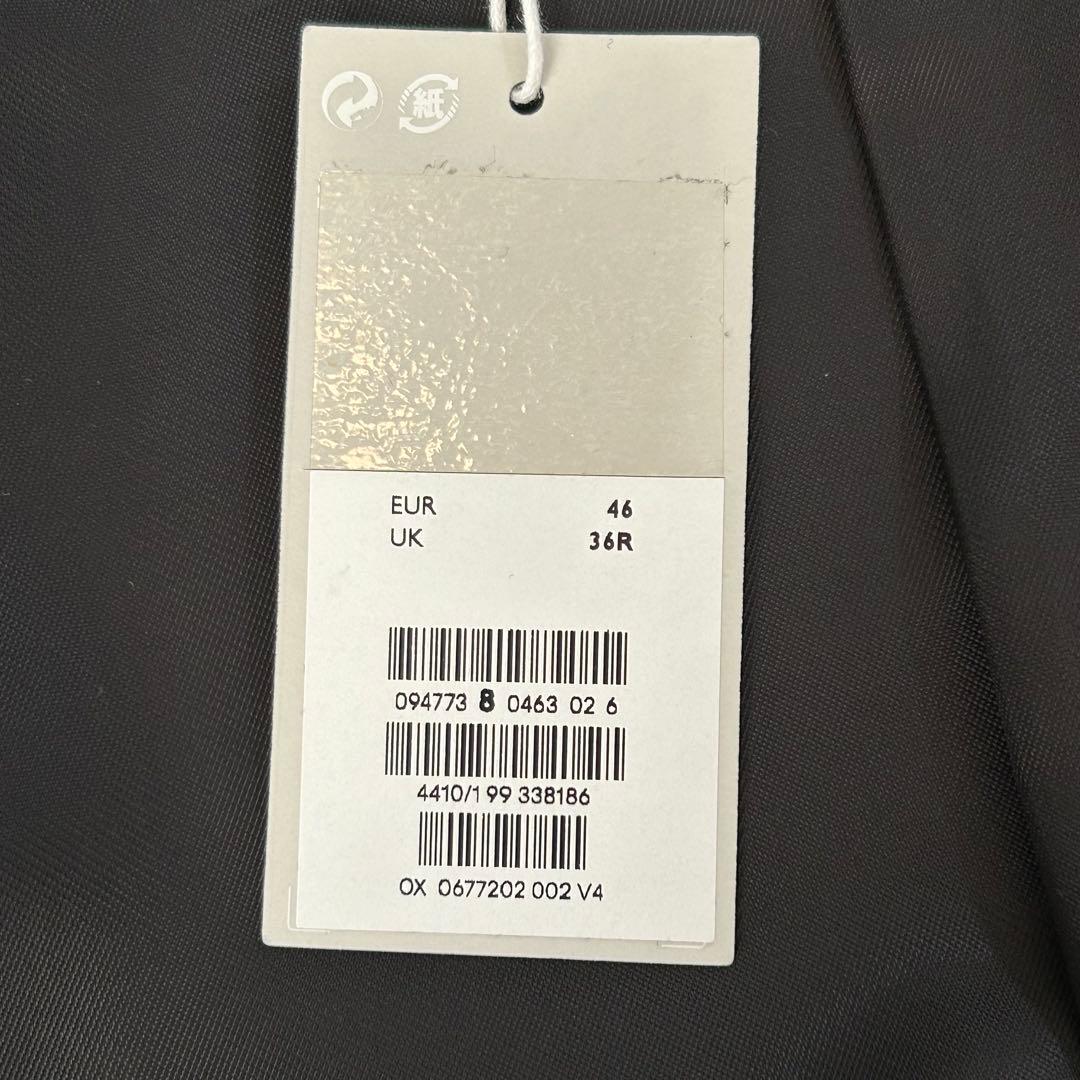 紙
EUR 46
UK 36R
094773 8 0463 02 6
4410/1 99 338186
OX 0677202 002 V4